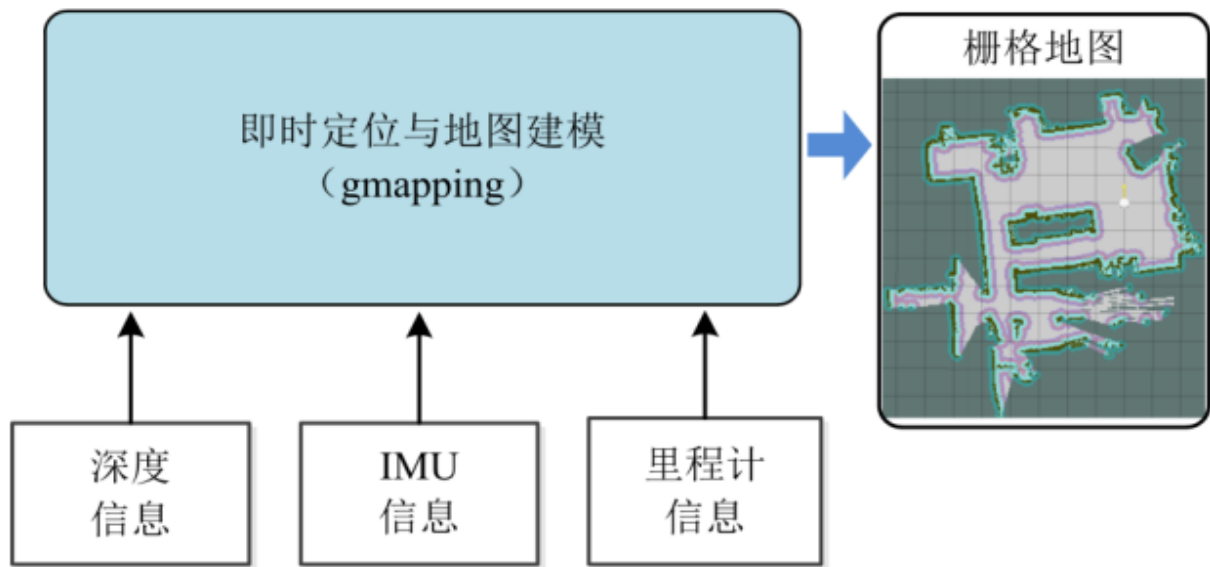 即时定位与地图建模
（gmapping）
栅格地图
深度
信息
IMU
信息
里程计
信息